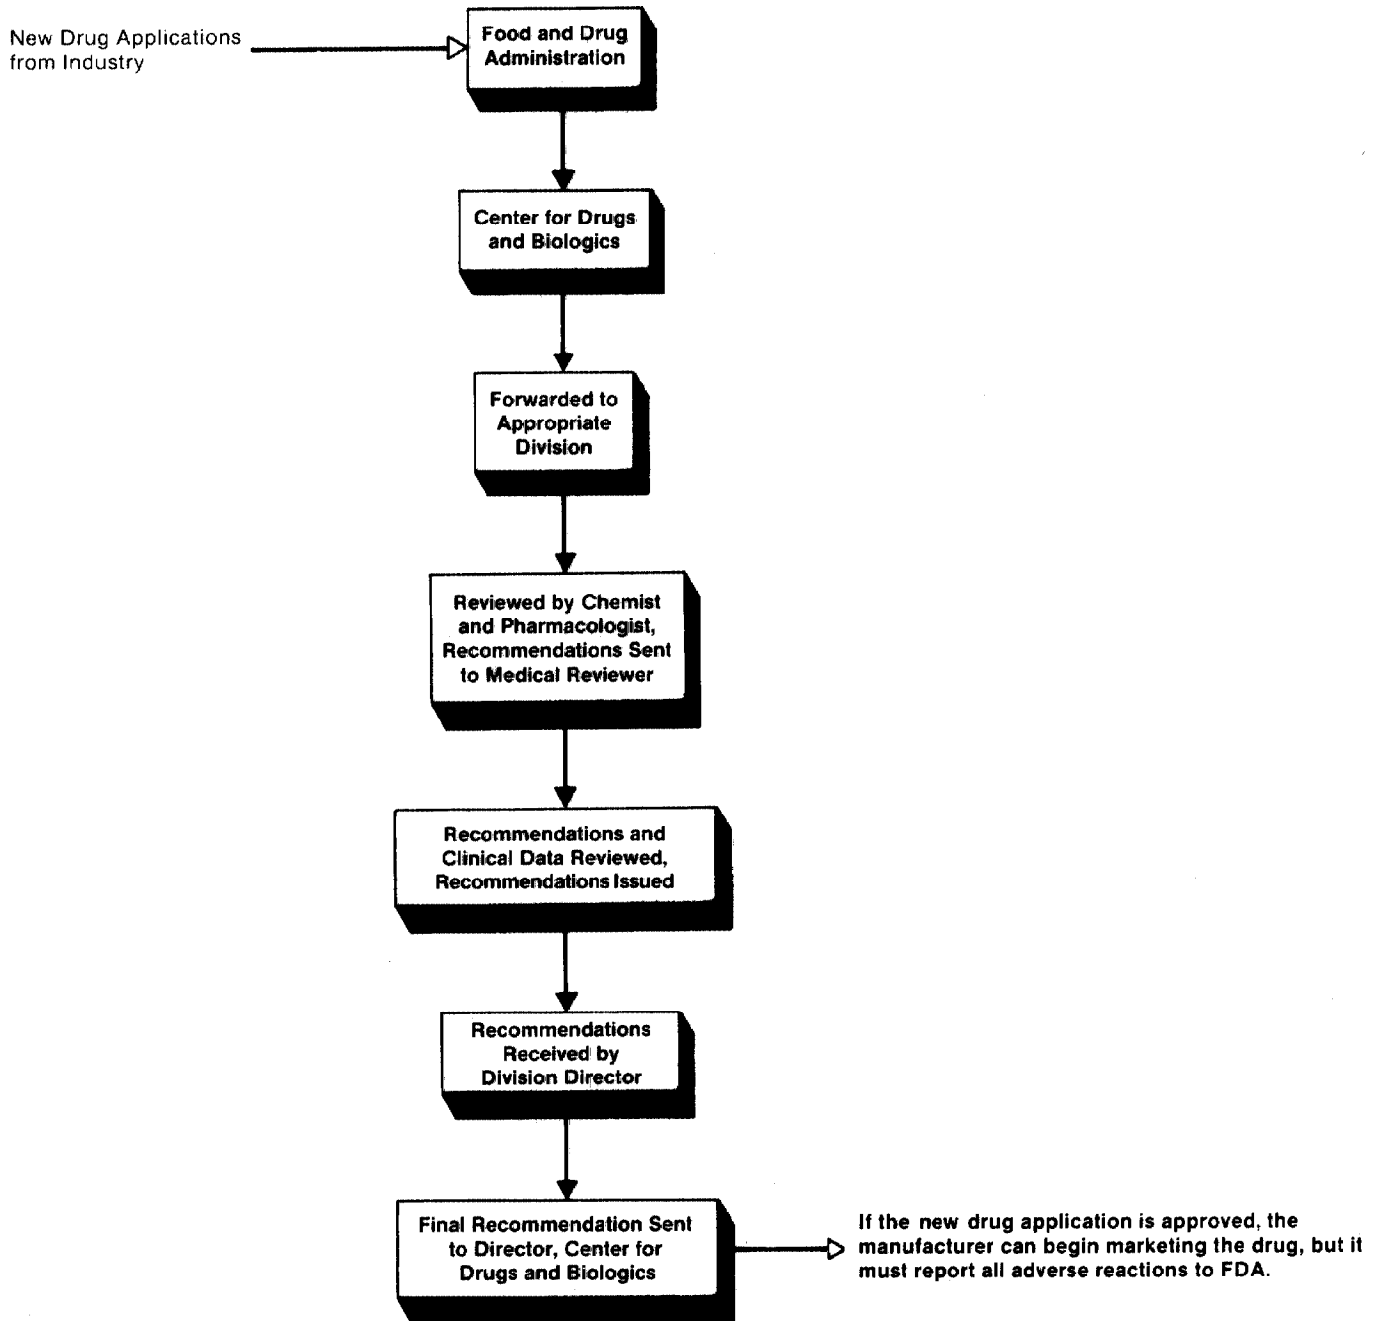 New Drug Applications
from Industry
Food and Drug
Administration
Center for Drugs
and Biologics
Forwarded to
Appropriate
Division
Reviewed by Chemist
and Pharmacologist,
Recommendations Sent
to Medical Reviewer
Recommendations and
Clinical Data Reviewed,
Recommendations Issued
Recommendations
Received by
Division Director
Final Recommendation Sent
to Director, Center for
Drugs and Biologics
If the new drug application is approved, the
manufacturer can begin marketing the drug, but it
must report all adverse reactions to FDA.